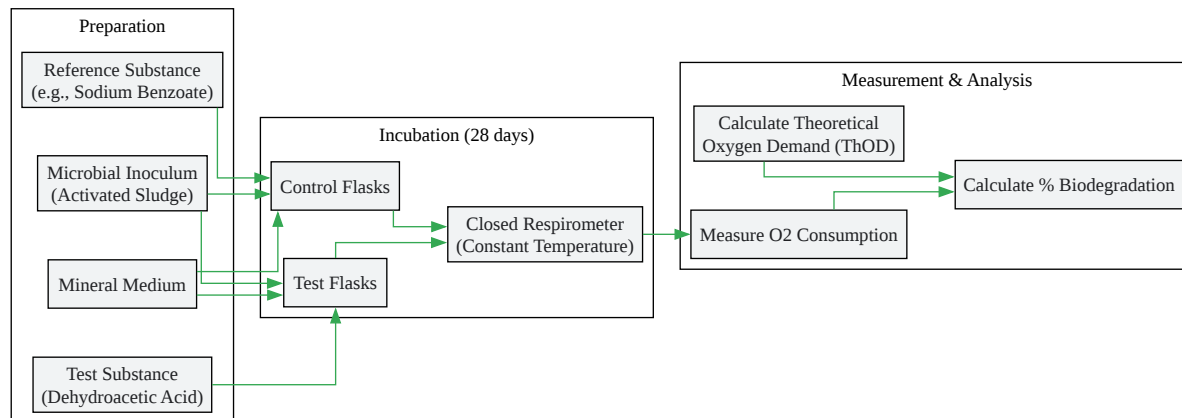 Preparation
Reference Substance
(e.g., Sodium Benzoate)
Microbial Inoculum
(Activated Sludge)
Mineral Medium
Test Substance
(Dehydroacetic Acid)
Incubation (28 days)
Control Flasks
Test Flasks
Closed Respirometer
(Constant Temperature)
Measurement & Analysis
Calculate Theoretical
Oxygen Demand (ThOD)
Measure O2 Consumption
Calculate % Biodegradation